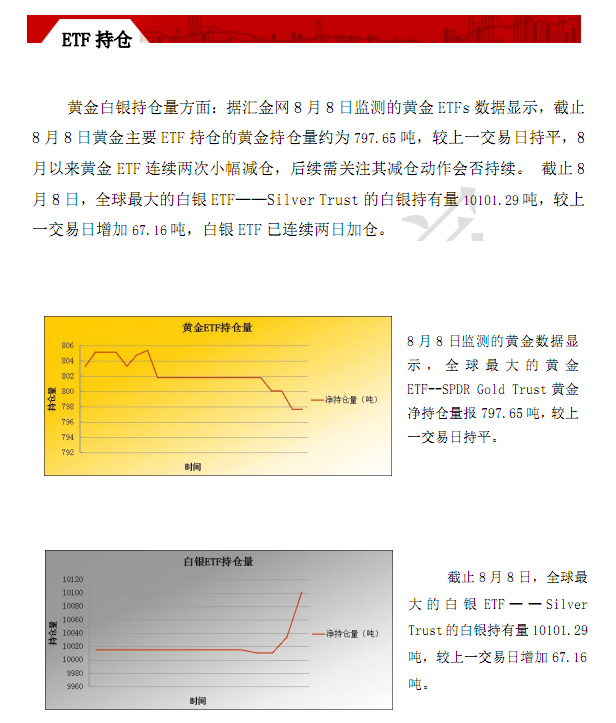 ETF 持仓
黄金白银持仓量方面：据汇金网 8 月 8 日监测的黄金 ETFs 数据显示，截止
8 月 8 日黄金主要 ETF 持仓的黄金持仓量约为 797.65 吨，较上一交易日持平，8
月以来黄金 ETF 连续两次小幅减仓，后续需关注其减仓动作会否持续。 截止 8
月 8 日，全球最大的白银 ETF——Silver Trust 的白银持有量 10101.29 吨，较上
一交易日增加 67.16 吨，白银 ETF 已连续两日加仓。
黄金ETF持仓量
806
804
802
800
798
796
794
792
持仓量
时间
净持仓量（吨）
8 月 8 日监测的黄金数据显
示，全球最大的黄金
ETF--SPDR Gold Trust 黄金
净持仓量报 797.65 吨，较上
一交易日持平。
白银ETF持仓量
10120
10100
10080
10060
10040
10020
10000
9980
9960
持仓量
时间
净持仓量（吨）
截止 8 月 8 日，全球最
大的白银 ETF——Silver
Trust 的白银持有量 10101.29
吨，较上一交易日增加 67.16
吨。